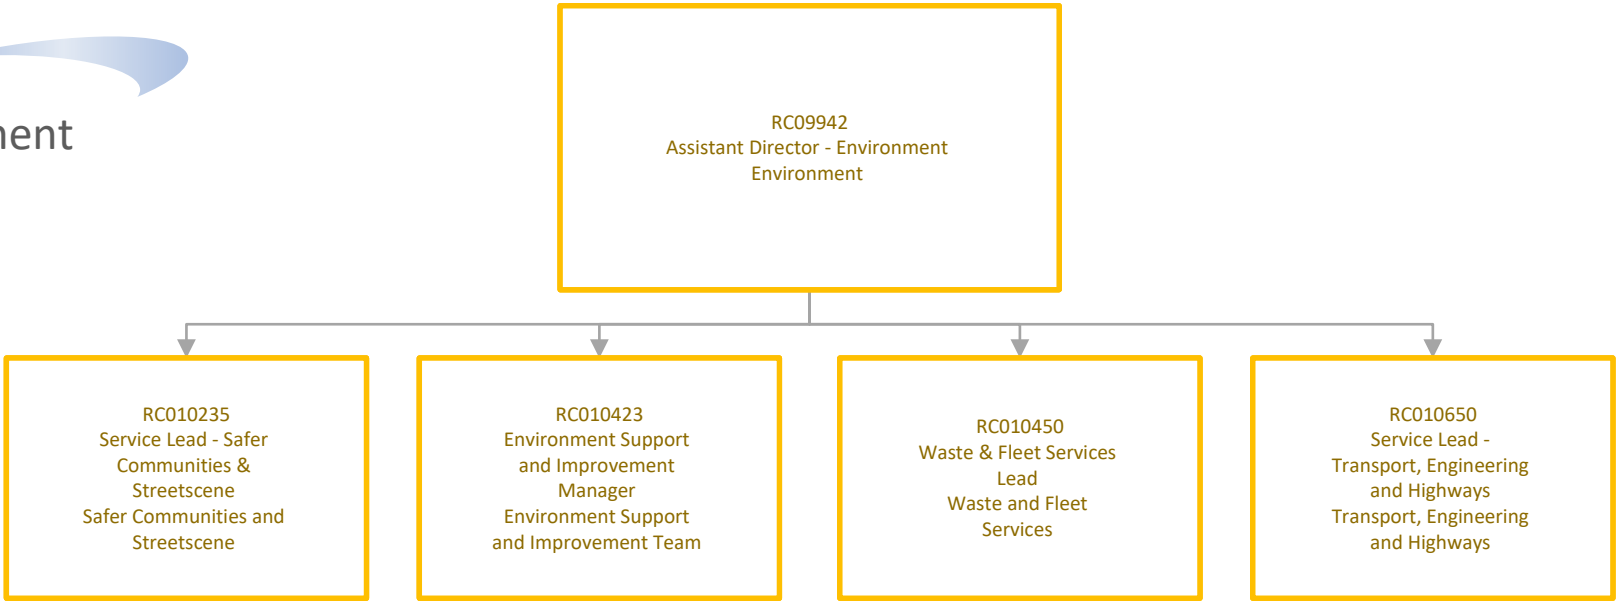 RC09942
Assistant Director - Environment
Environment
RC010235
Service Lead - Safer
Communities &
Streetscene
Safer Communities and
Streetscene
RC010423
Environment Support
and Improvement
Manager
Environment Support
and Improvement Team
RC010450
Waste & Fleet Services
Lead
Waste and Fleet
Services
RC010650
Service Lead -
Transport, Engineering
and Highways
Transport, Engineering
and Highways